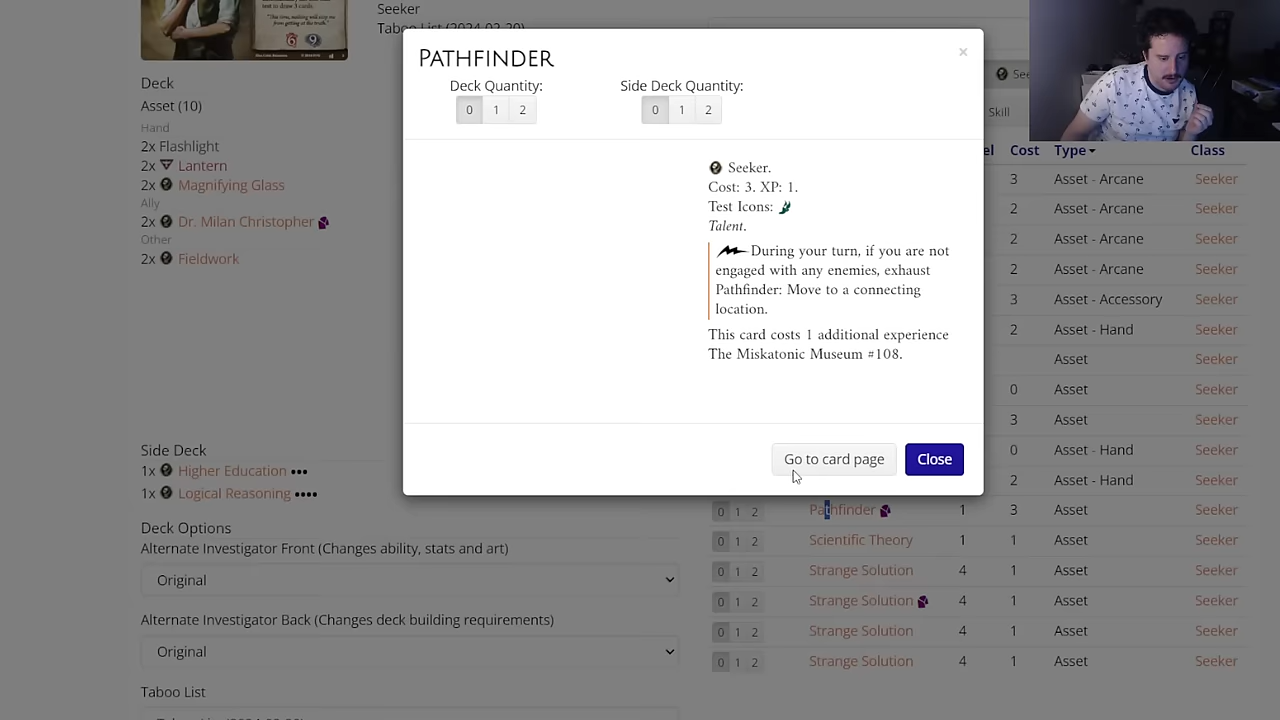 Seeker
Taboo List (2024-02-20)
Deck
Asset (10)
Hand
2x Flashlight
2x Lantern
2x Magnifying Glass
Ally
2x Dr. Milan Christopher
Other
2x Fieldwork
Side Deck
1x Higher Education •••
1x Logical Reasoning ••••
Deck Options
Alternate Investigator Front (Changes ability, stats and art)
Original
Alternate Investigator Back (Changes deck building requirements)
Original
Taboo List
PATHFINDER ×
Deck Quantity: Side Deck Quantity:
0 1 2 0 1 2
Seeker.
Cost: 3. XP: 1.
Test Icons:
Talent.
During your turn, if you are not
engaged with any enemies, exhaust
Pathfinder: Move to a connecting
location.
This card costs 1 additional experience
The Miskatonic Museum #108.
Go to card page Close
See
Skill
el Cost Type Class
3 Asset - Arcane Seeker
2 Asset - Arcane Seeker
2 Asset - Arcane Seeker
2 Asset - Arcane Seeker
3 Asset - Accessory Seeker
2 Asset - Hand Seeker
Asset Seeker
0 Asset Seeker
3 Asset Seeker
0 Asset - Hand Seeker
2 Asset - Hand Seeker
0 1 2 Pathfinder 1 3 Asset Seeker
0 1 2 Scientific Theory 1 1 Asset Seeker
0 1 2 Strange Solution 4 1 Asset Seeker
0 1 2 Strange Solution 4 1 Asset Seeker
0 1 2 Strange Solution 4 1 Asset Seeker
0 1 2 Strange Solution 4 1 Asset Seeker